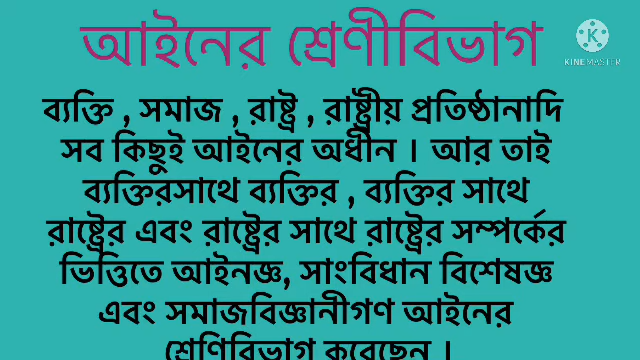 আইনের শ্রেণীবিভাগ
K
KINEMASTER
ব্যক্তি , সমাজ , রাষ্ট্র , রাষ্ট্রীয় প্রতিষ্ঠানাদি
সব কিছুই আইনের অধীন । আর তাই
ব্যক্তিরসাথে ব্যক্তির , ব্যক্তির সাথে
রাষ্ট্রের এবং রাষ্ট্রের সাথে রাষ্ট্রের সম্পর্কের
ভিত্তিতে আইনজ্ঞ, সাংবিধান বিশেষজ্ঞ
এবং সমাজবিজ্ঞানীগণ আইনের
শ্রেণিবিভাগ করেছেন ।